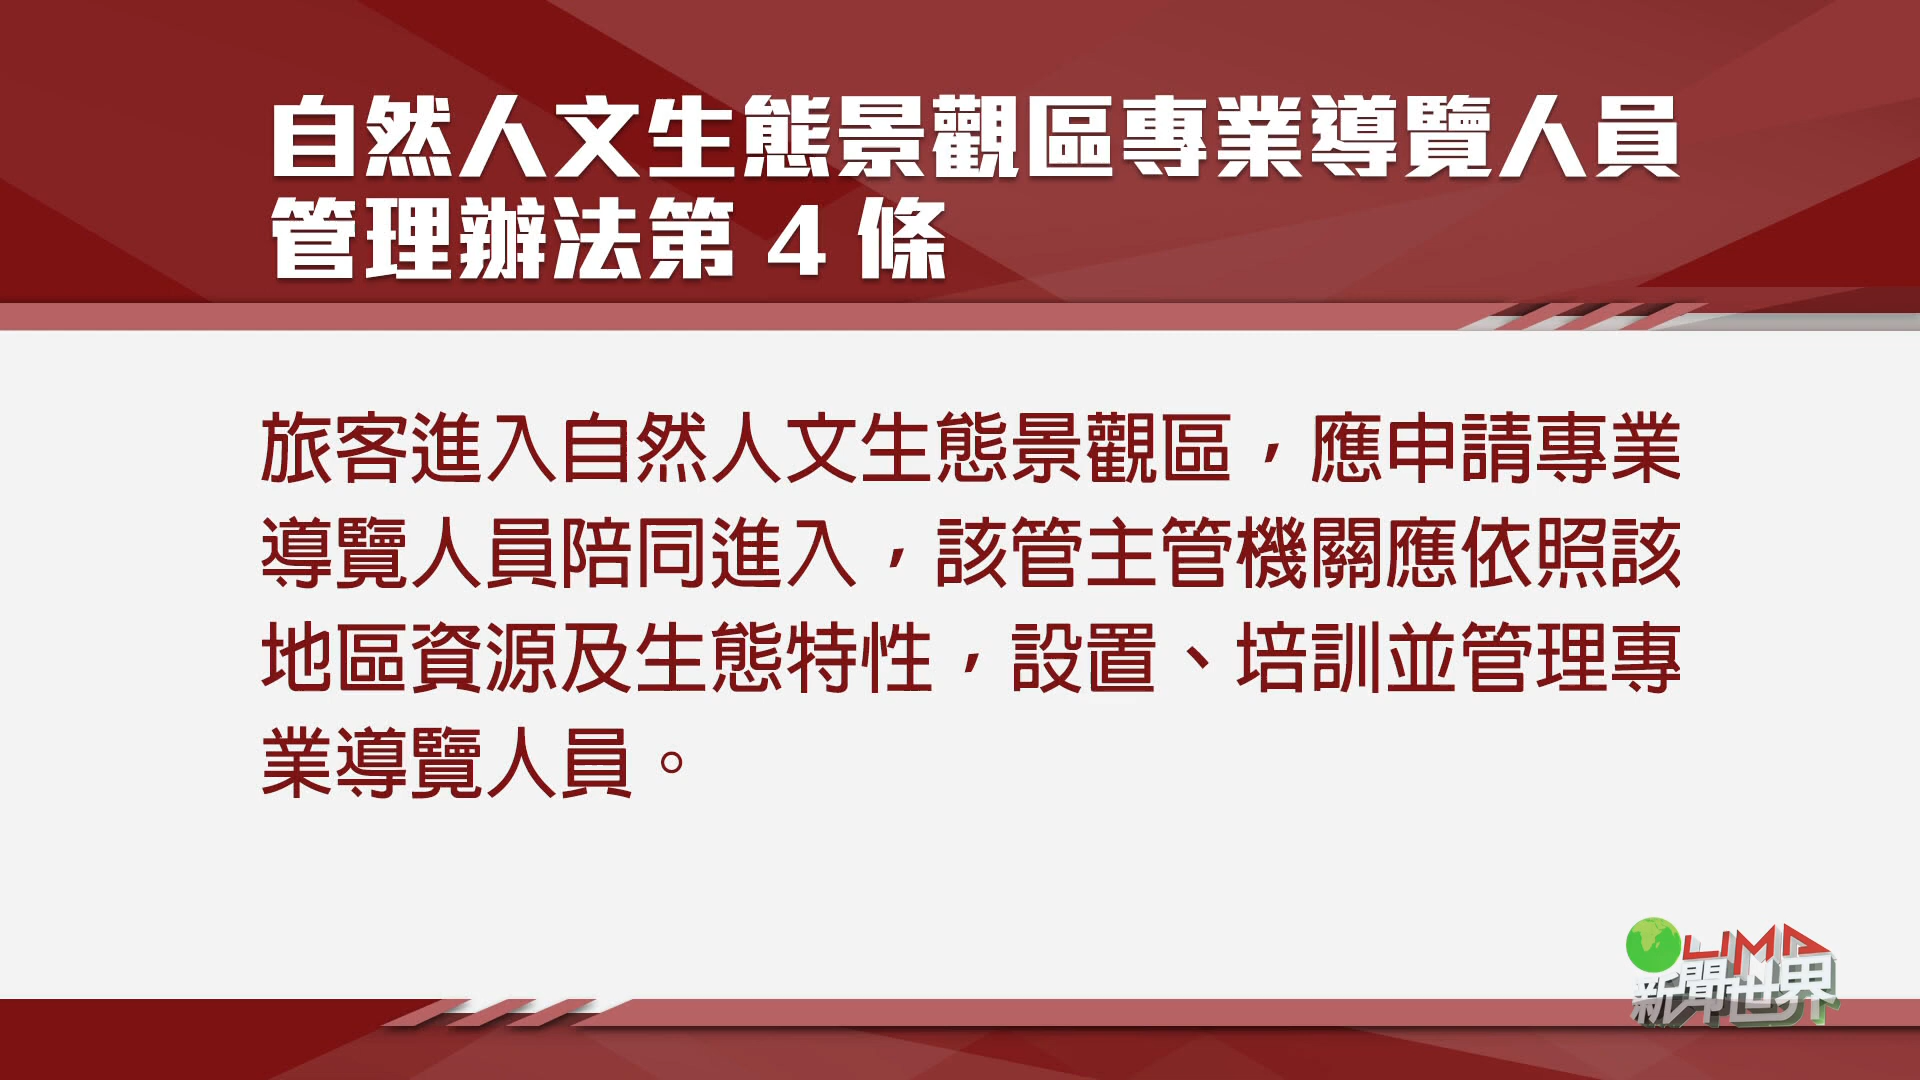 自然人文生態景觀區專業導覽人員
管理辦法第 4 條
旅客進入自然人文生態景觀區，應申請專業
導覽人員陪同進入，該管主管機關應依照該
地區資源及生態特性，設置、培訓並管理專
業導覽人員。
LIMA
新聞世界